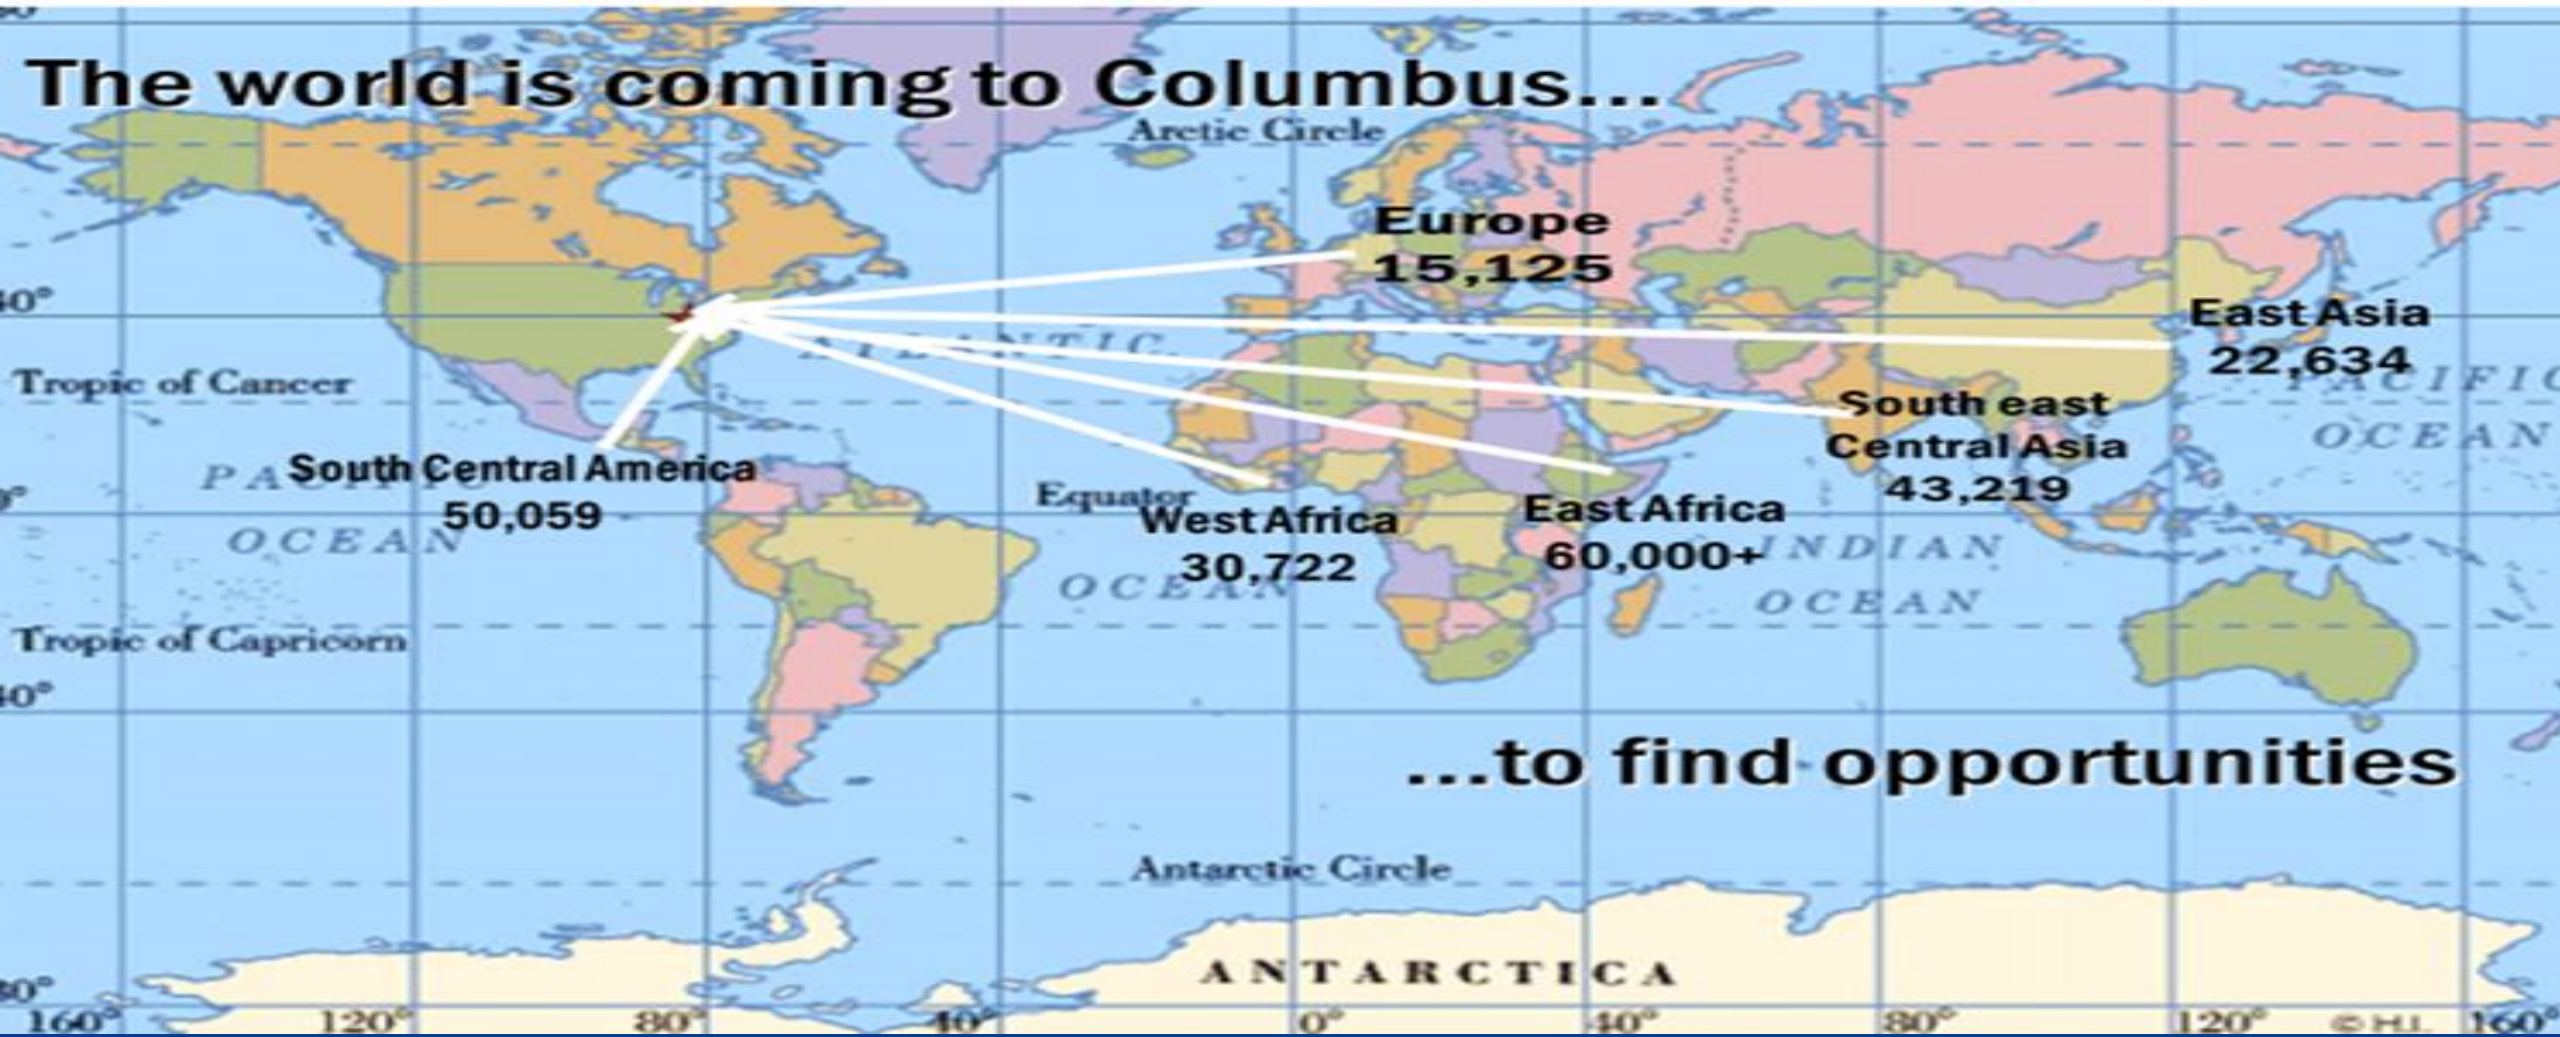 The world is coming to Columbus...
Arctic Circle
Europe
15,125
East Asia
22,634
ATLANTIC
Tropic of Cancer
PACIFIC
OCEAN
South east
Central Asia
43,219
South Central America
50,059
OCEAN
Equator
West Africa
30,722
OCEAN
East Africa
60,000+
INDIAN
OCEAN
Tropic of Capricorn
...to find opportunities
Antarctic Circle
ANTARCTICA
160° 120° 80° 40° 0° 40° 80° 120° © H.I. 160°